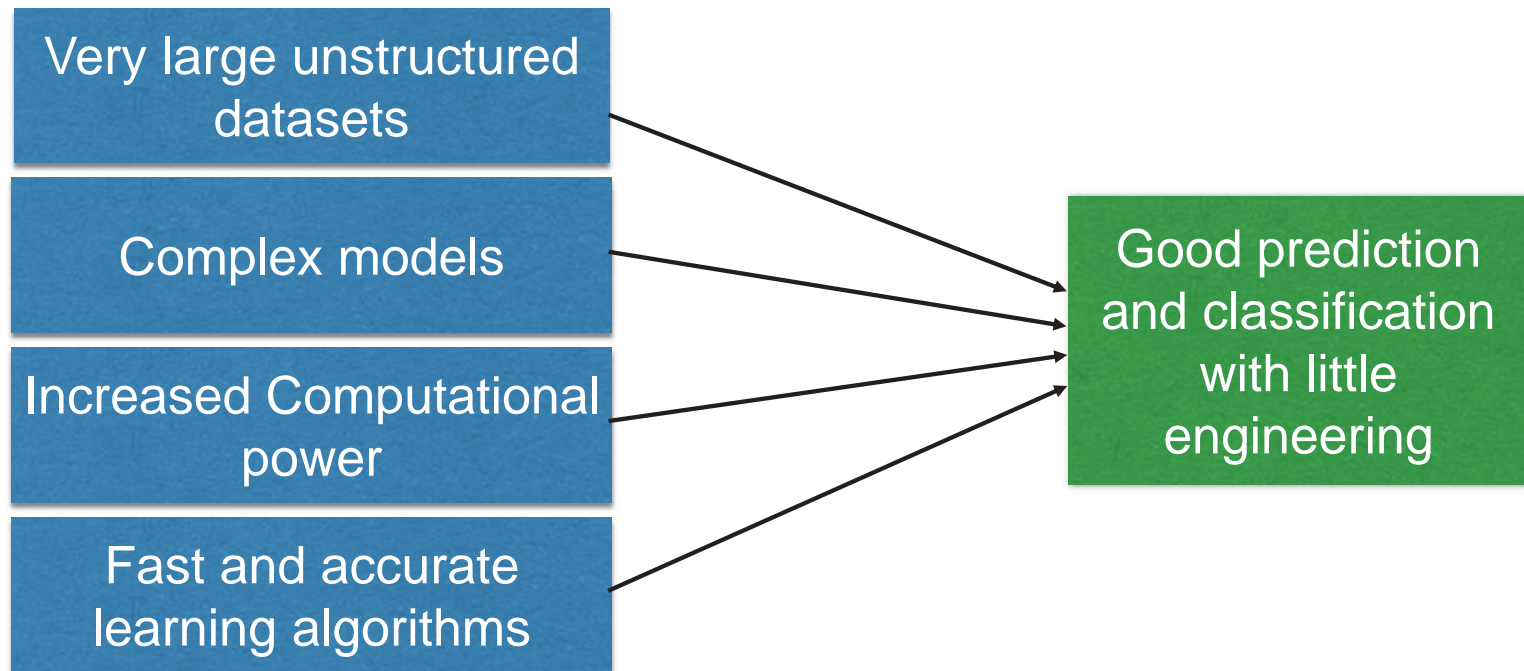 Very large unstructured
datasets
Complex models
Increased Computational
power
Fast and accurate
learning algorithms
Good prediction
and classification
with little
engineering